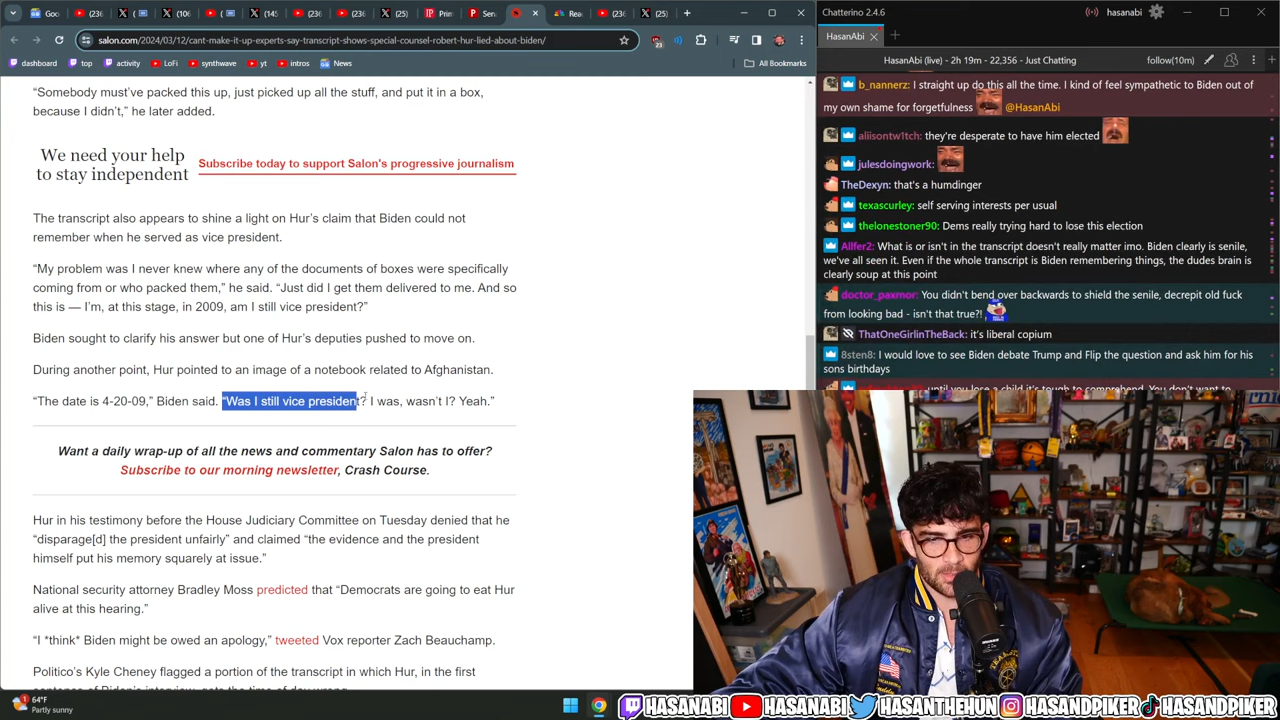 Goo
X (
(106
X (
(236
(236
(236
X (25)
Prin
Sen
Rea
(236
X (25)
salon.com/2024/03/12/cant-make-it-up-experts-say-transcript-shows-special-counsel-robert-hur-lied-about-biden/
23
dashboard
top
activity
LoFi
synthwave
yt
intros
News
All Bookmarks
“Somebody must've packed this up, just picked up all the stuff, and put it in a box,
because I didn't,” he later added.
We need your help
to stay independent
Subscribe today to support Salon's progressive journalism
The transcript also appears to shine a light on Hur's claim that Biden could not
remember when he served as vice president.
“My problem was I never knew where any of the documents of boxes were specifically
coming from or who packed them,” he said. “Just did I get them delivered to me. And so
this is — I'm, at this stage, in 2009, am I still vice president?”
Biden sought to clarify his answer but one of Hur's deputies pushed to move on.
During another point, Hur pointed to an image of a notebook related to Afghanistan.
“The date is 4-20-09,” Biden said. “Was I still vice president? I was, wasn't I? Yeah.”
Want a daily wrap-up of all the news and commentary Salon has to offer?
Subscribe to our morning newsletter, Crash Course.
Hur in his testimony before the House Judiciary Committee on Tuesday denied that he
“disparage[d] the president unfairly” and claimed “the evidence and the president
himself put his memory squarely at issue.”
National security attorney Bradley Moss predicted that “Democrats are going to eat Hur
alive at this hearing.”
“I *think* Biden might be owed an apology,” tweeted Vox reporter Zach Beauchamp.
Politico's Kyle Cheney flagged a portion of the transcript in which Hur, in the first
64°F
Partly sunny
Chatterino 2.4.6
hasanabi
HasanAbi
HasanAbi (live) - 2h 19m - 22,356 - Just Chatting
follow(10m)
b_nannerz: I straight up do this all the time. I kind of feel sympathetic to Biden out of
my own shame for forgetfulness @HasanAbi
aliisontw1tch: they're desperate to have him elected
julesdoingwork:
TheDexyn: that's a humdinger
texascurley: self serving interests per usual
thelonestoner90: Dems really trying hard to lose this election
Allfer2: What is or isn't in the transcript doesn't really matter imo. Biden clearly is senile,
we've all seen it. Even if the whole transcript is Biden remembering things, the dudes brain is
clearly soup at this point
doctor_paxmor: You didn't bend over backwards to shield the senile, decrepit old fuck
from looking bad - isn't that true?!
ThatOneGirlinTheBack: it's liberal copium
8sten8: I would love to see Biden debate Trump and Flip the question and ask him for his
sons birthdays
HASANABI
HASANABI
HASANTHEHUN
HASANDPIKER
HASANDPIKER